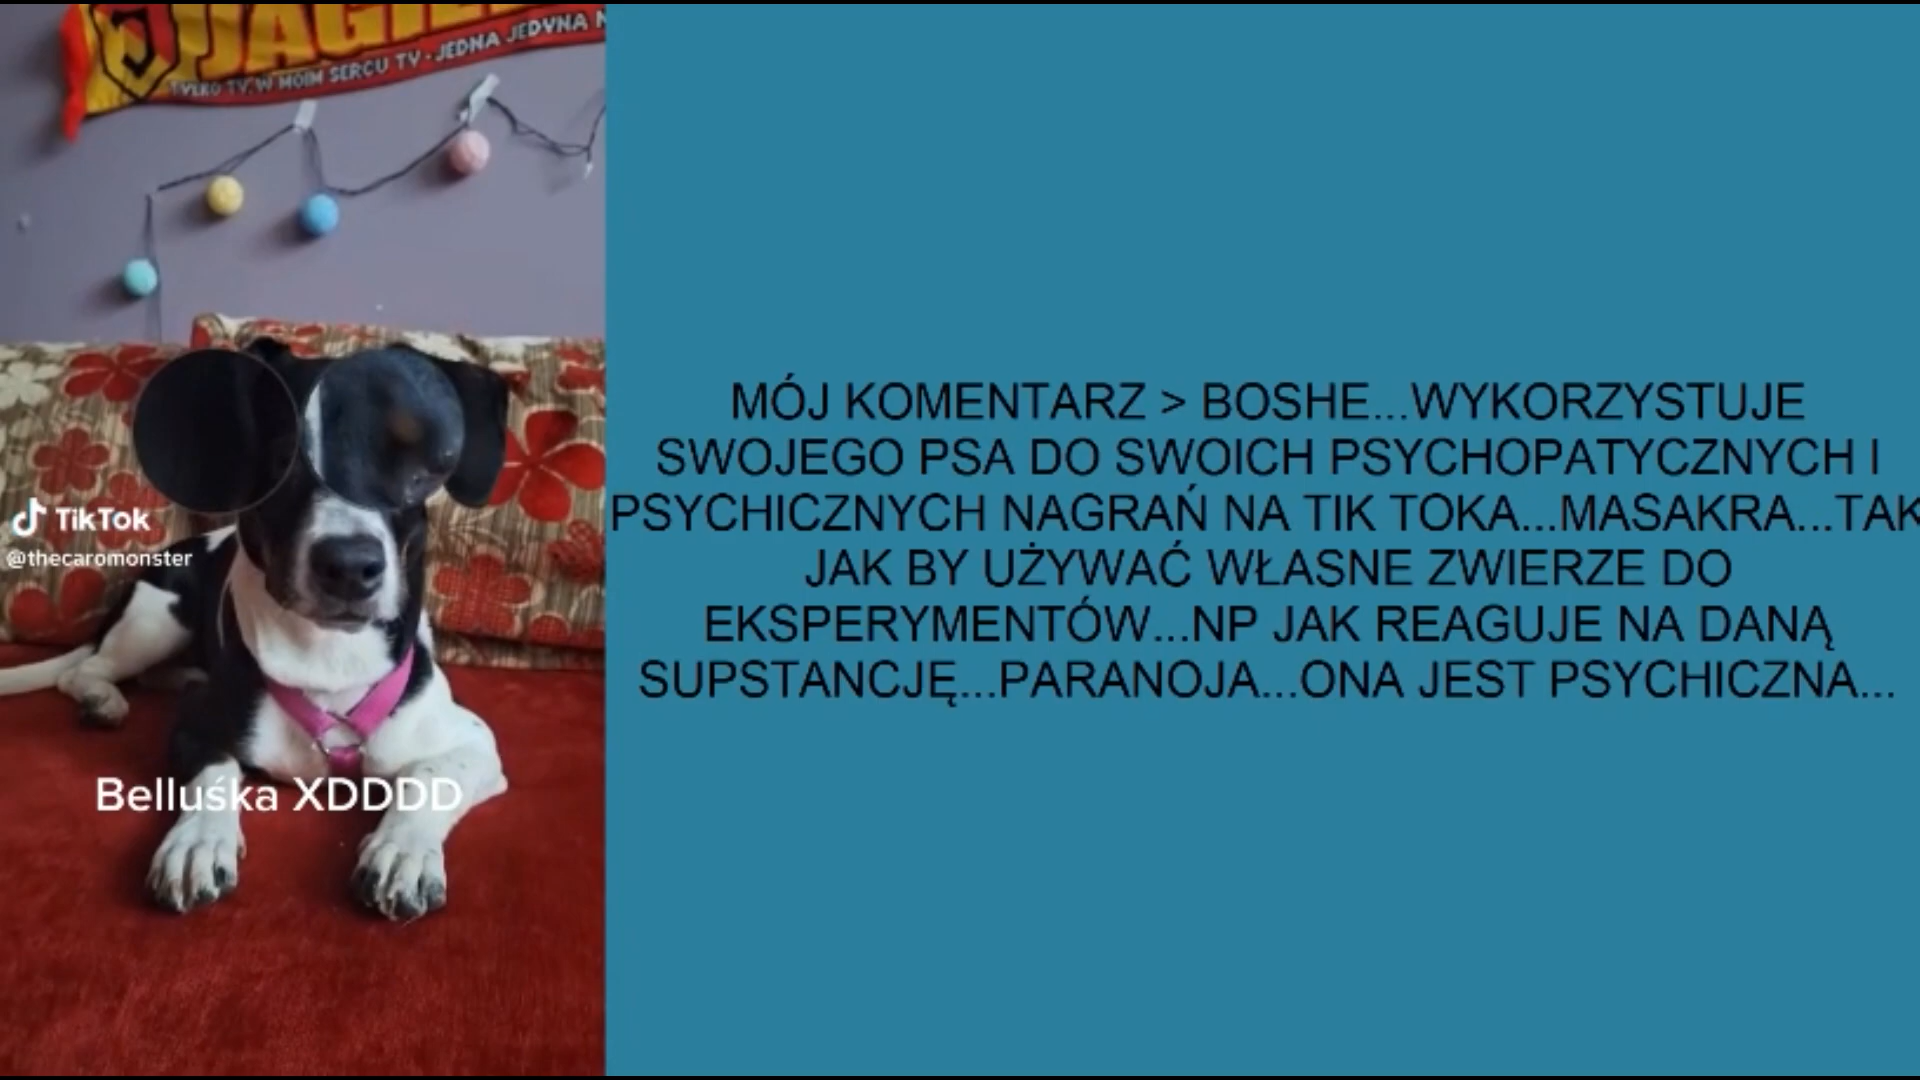 JAGIE
TYLKO TY W MOIM SERCU TY - JEDNA JEDYNA
TikTok
@thecaromonster
Belluśka XDDDD
MÓJ KOMENTARZ > BOSHE...WYKORZYSTUJE
SWOJEGO PSA DO SWOICH PSYCHOPATYCZNYCH I
PSYCHICZNYCH NAGRAŃ NA TIK TOKA...MASAKRA...TAK
JAK BY UŻYWAĆ WŁASNE ZWIERZE DO
EKSPERYMENTÓW...NP JAK REAGUJE NA DANĄ
SUPSTANCJĘ...PARANOJA...ONA JEST PSYCHICZNA...